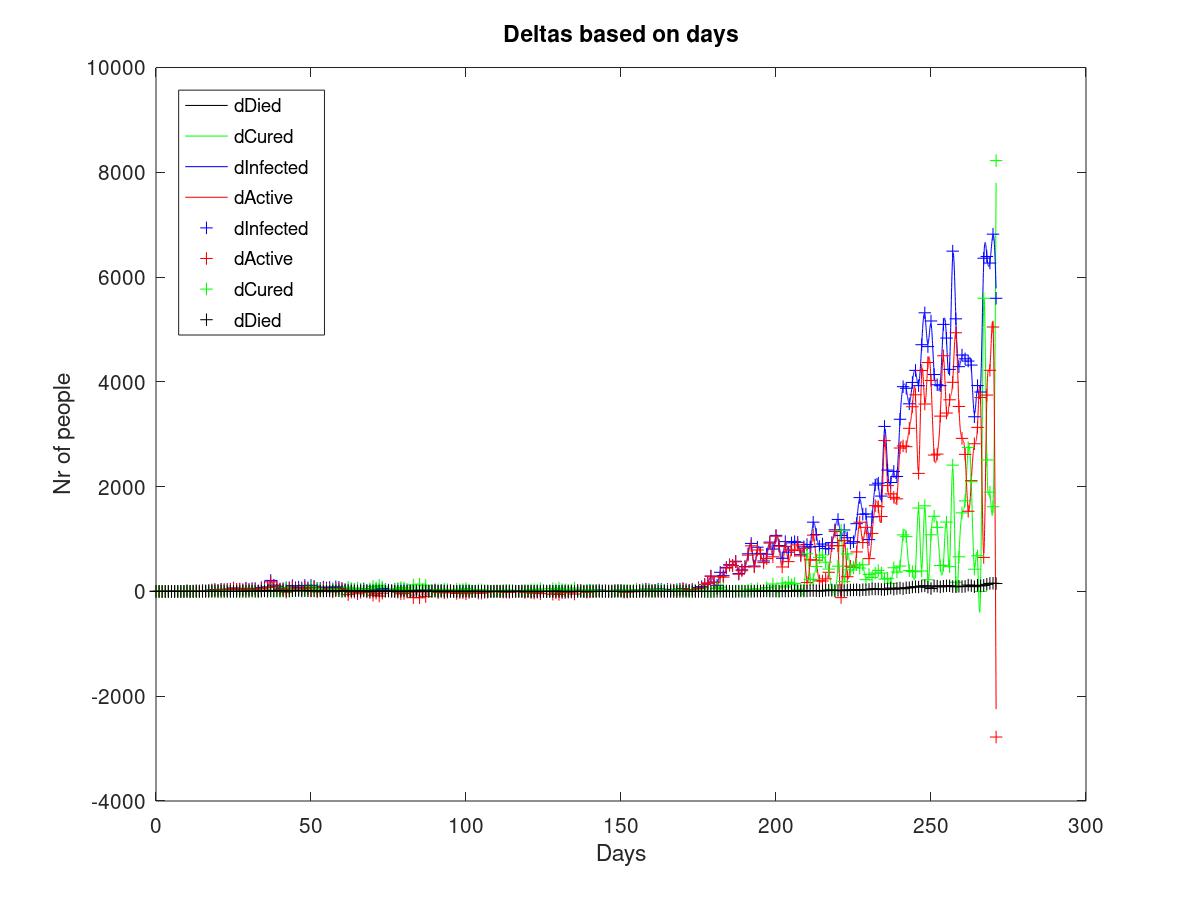 Deltas based on days
10000
8000
6000
4000
2000
0
-2000
-4000
Nr of people
dDied
dCured
dInfected
dActive
dInfected
dActive
dCured
dDied
0 50 100 150 200 250 300
Days